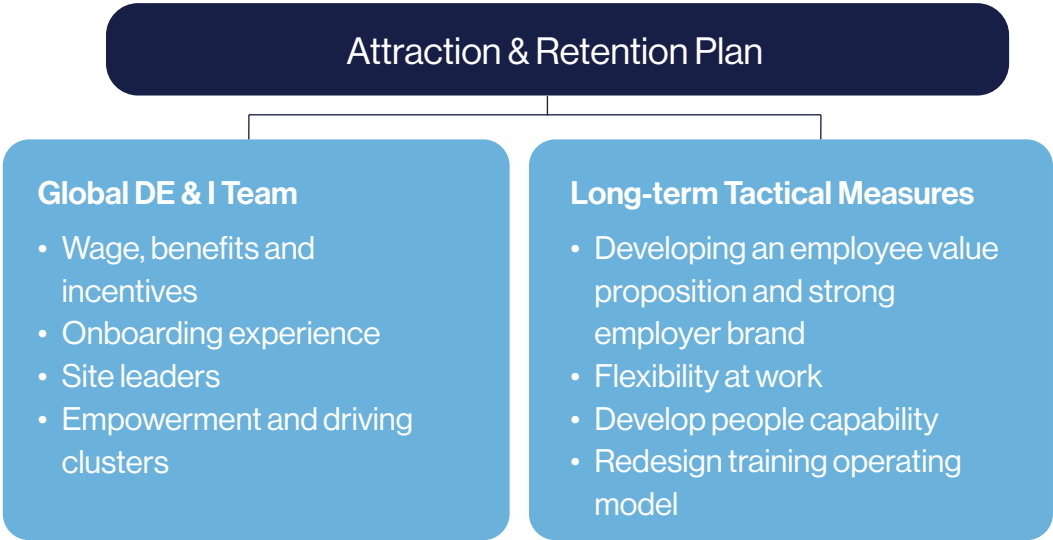 Attraction & Retention Plan
Global DE & I Team
• Wage, benefits and
incentives
• Onboarding experience
• Site leaders
• Empowerment and driving
clusters
Long-term Tactical Measures
• Developing an employee value
proposition and strong
employer brand
• Flexibility at work
• Develop people capability
• Redesign training operating
model